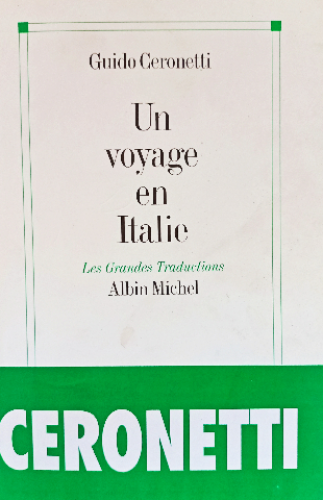 Guido Ceronetti
Un
voyage
en
Italie
Les Grandes Traductions
Albin Michel
CERONETTI